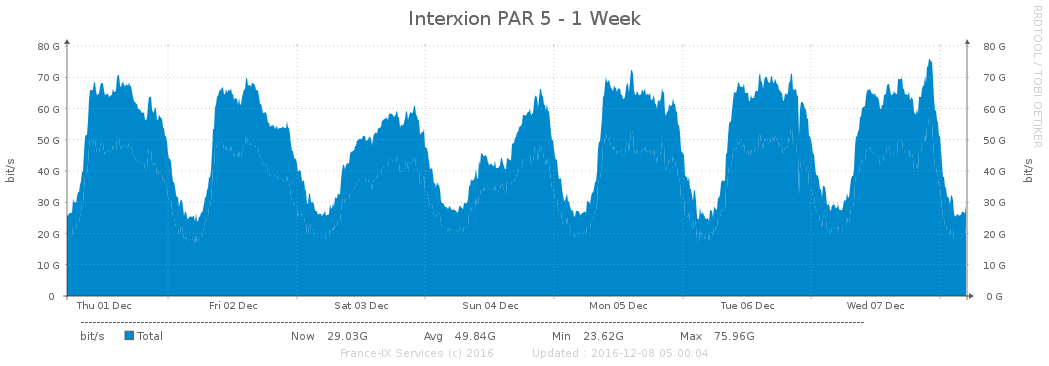 Interxion PAR 5 - 1 Week
RRDTOOL / TOBI OETIKER
80 G 80 G
70 G 70 G
60 G 60 G
50 G 50 G
40 G 40 G
30 G 30 G
20 G 20 G
10 G 10 G
0 0 G
bit/s bit/s
Thu 01 Dec Fri 02 Dec Sat 03 Dec Sun 04 Dec Mon 05 Dec Tue 06 Dec Wed 07 Dec
bit/s Total Now 29.03G Avg 49.84G Min 23.62G Max 75.96G
France-IX Services (c) 2016 Updated : 2016-12-08 05:00:04